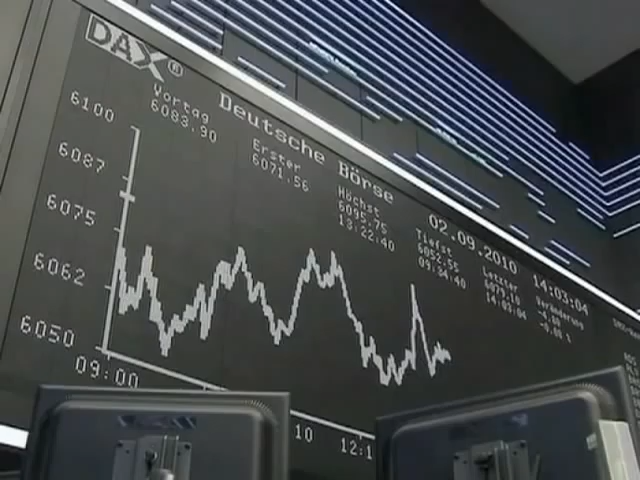 DAX®
Deutsche Börse
02.09.2010 14:03:04
Vortag
6083.90
Erster
6071.56
Höchst
6095.75
13:22:40
Tiefst
6052.55
09:34:40
Letzter
14:03:04
Veränderung
6100
6087
6075
6062
6050
09:00
10
12:1